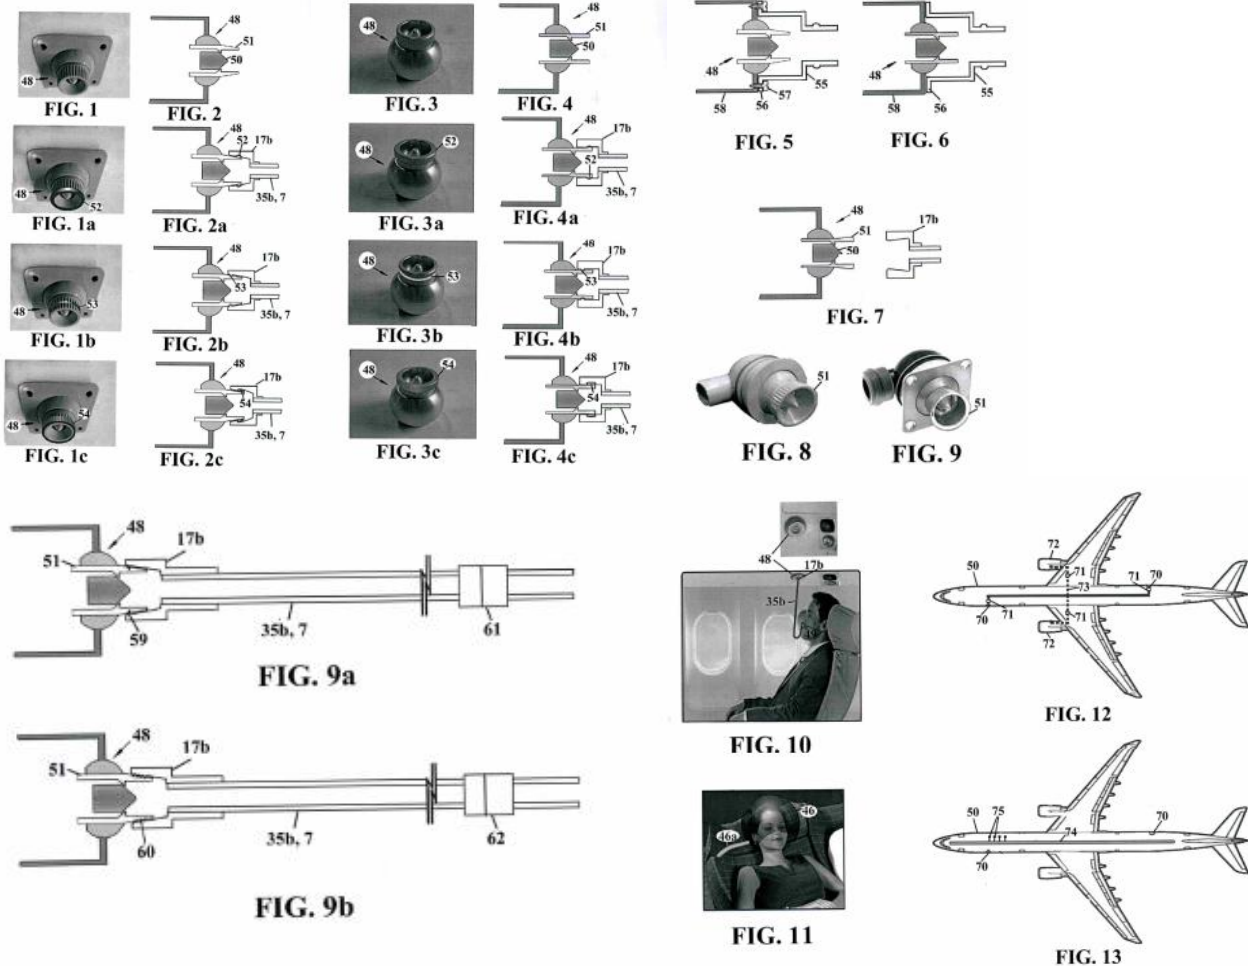 48
48
51
50
FIG. 1
FIG. 2
48
48
51
50
FIG. 3
FIG. 4
51
50
48
58
56
57
55
FIG. 5
48
58
56
55
FIG. 6
48
52
FIG. 1a
48
52
17b
35b, 7
FIG. 2a
48
52
FIG. 3a
48
17b
52
35b, 7
FIG. 4a
48
51
50
17b
FIG. 7
48
53
FIG. 1b
48
17b
53
35b, 7
FIG. 2b
48
53
FIG. 3b
48
17b
53
35b, 7
FIG. 4b
48
54
FIG. 1c
48
17b
54
35b, 7
FIG. 2c
48
54
FIG. 3c
48
17b
54
35b, 7
FIG. 4c
51
FIG. 8
51
FIG. 9
48
17b
51
59
35b, 7
61
FIG. 9a
48
17b
51
60
35b, 7
62
FIG. 9b
48
17b
35b
FIG. 10
46
46a
FIG. 11
72
50
71
71
70
73
70
71
71
72
FIG. 12
50
75
74
70
70
FIG. 13